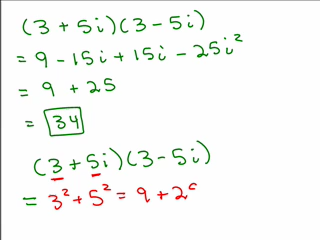 (3 + 5i)(3 - 5i)
= 9 - 15i + 15i - 25i²
= 9 + 25
= 34
(3 + 5i)(3 - 5i)
= 3² + 5² = 9 + 2